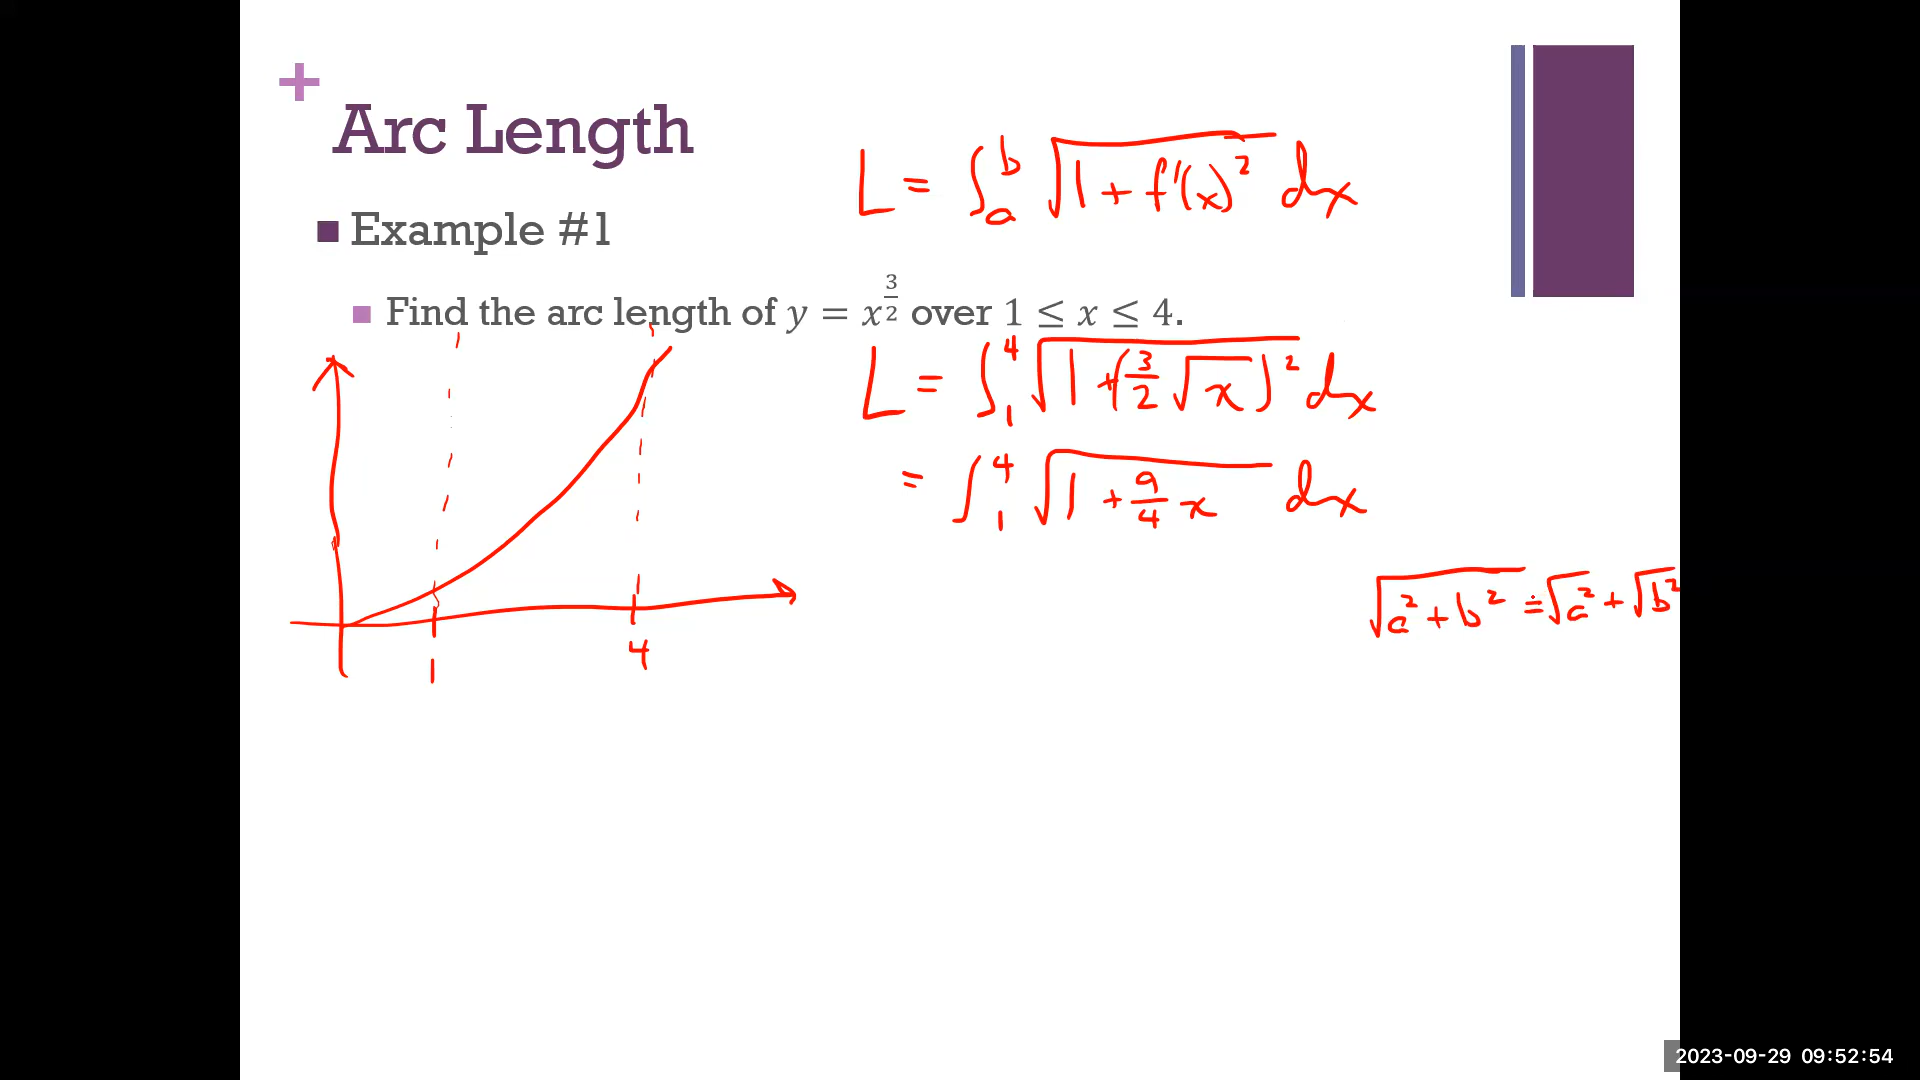 +
Arc Length
L = ∫_a^b √(1 + f'(x)²) dx
Example #1
Find the arc length of y = x^(3/2) over 1 ≤ x ≤ 4.
L = ∫_1^4 √(1 + (3/2 √x)²) dx
= ∫_1^4 √(1 + 9/4 x) dx
√(a² + b²) = √a² + √b²
1 4
2023-09-29 09:52:54